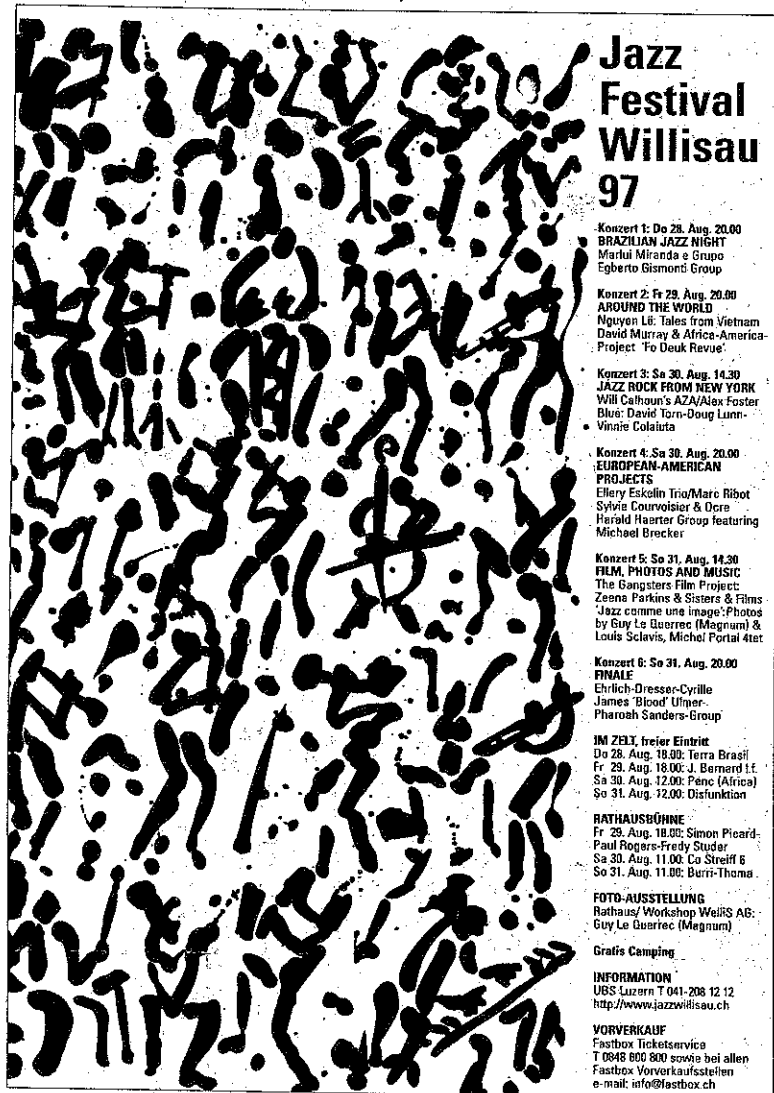 Jazz
Festival
Willisau
97
Konzert 1: Do 28. Aug. 20.00
BRAZILIAN JAZZ NIGHT
Marlui Miranda e Grupo
Egberto Gismonti Group
Konzert 2: Fr 29. Aug. 20.00
AROUND THE WORLD
Nguyen Lê: Tales from Vietnam
David Murray & Africa-America-
Project 'Fo Deuk Revue'
Konzert 3: Sa 30. Aug. 14.30
JAZZ ROCK FROM NEW YORK
Will Calhoun's AZA/Alex Foster
Blue: David Torn-Doug Lunn-
Vinnie Colaiuta
Konzert 4: Sa 30. Aug. 20.00
EUROPEAN-AMERICAN
PROJECTS
Ellery Eskelin Trio/Marc Ribot
Sylvie Courvoisier & Ocre
Harald Haerter Group featuring
Michael Brecker
Konzert 5: So 31. Aug. 14.30
FILM, PHOTOS AND MUSIC
The Gangsters Film Project:
Zeena Parkins & Sisters & Films
'Jazz comme une image': Photos
by Guy Le Querrec (Magnum) &
Louis Sclavis, Michel Portal 4tet
Konzert 6: So 31. Aug. 20.00
FINALE
Ehrlich-Dresser-Cyrille
James 'Blood' Ulmer-
Pharoah Sanders-Group
IM ZELT, freier Eintritt
Do 28. Aug. 18.00: Terra Brasil
Fr 29. Aug. 18.00: J. Bernard t.f.
Sa 30. Aug. 12.00: Penc (Africa)
So 31. Aug. 12.00: Disfunktion
RATHAUSBÜHNE
Fr 29. Aug. 18.00: Simon Picard-
Paul Rogers-Fredy Studer
Sa 30. Aug. 11.00: Co Streiff 6
So 31. Aug. 11.00: Burri-Thoma
FOTO-AUSSTELLUNG
Rathaus/ Workshop WelliS AG:
Guy Le Querrec (Magnum)
Gratis Camping
INFORMATION
UBS Luzern T 041-208 12 12
http://www.jazzwillisau.ch
VORVERKAUF
Fastbox Ticketservice
T 0848 800 800 sowie bei allen
Fastbox Vorverkaufsstellen
e-mail: info@fastbox.ch